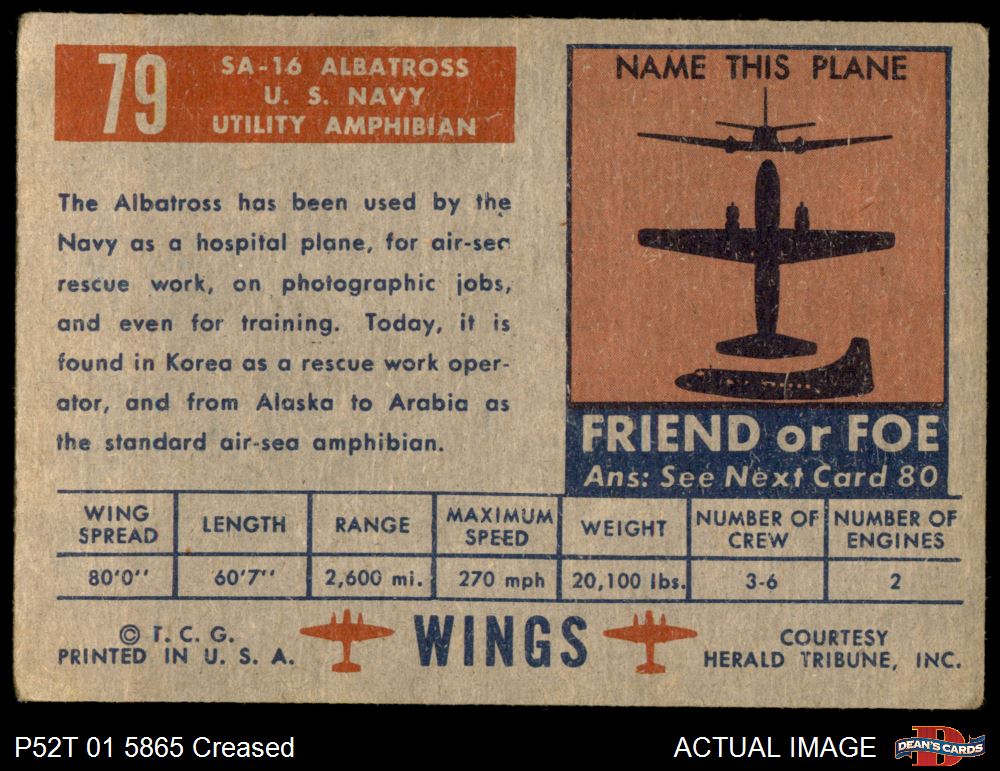 79
SA-16 ALBATROSS
U. S. NAVY
UTILITY AMPHIBIAN
The Albatross has been used by the
Navy as a hospital plane, for air-sea
rescue work, on photographic jobs,
and even for training. Today, it is
found in Korea as a rescue work oper-
ator, and from Alaska to Arabia as
the standard air-sea amphibian.
NAME THIS PLANE
FRIEND or FOE
Ans: See Next Card 80
WING SPREAD LENGTH RANGE MAXIMUM SPEED WEIGHT NUMBER OF CREW NUMBER OF ENGINES
80'0'' 60'7'' 2,600 mi. 270 mph 20,100 lbs. 3-6 2
© T. C. G.
PRINTED IN U. S. A.
WINGS
COURTESY
HERALD TRIBUNE, INC.
P52T 01 5865 Creased
ACTUAL IMAGE
DEAN'S CARDS